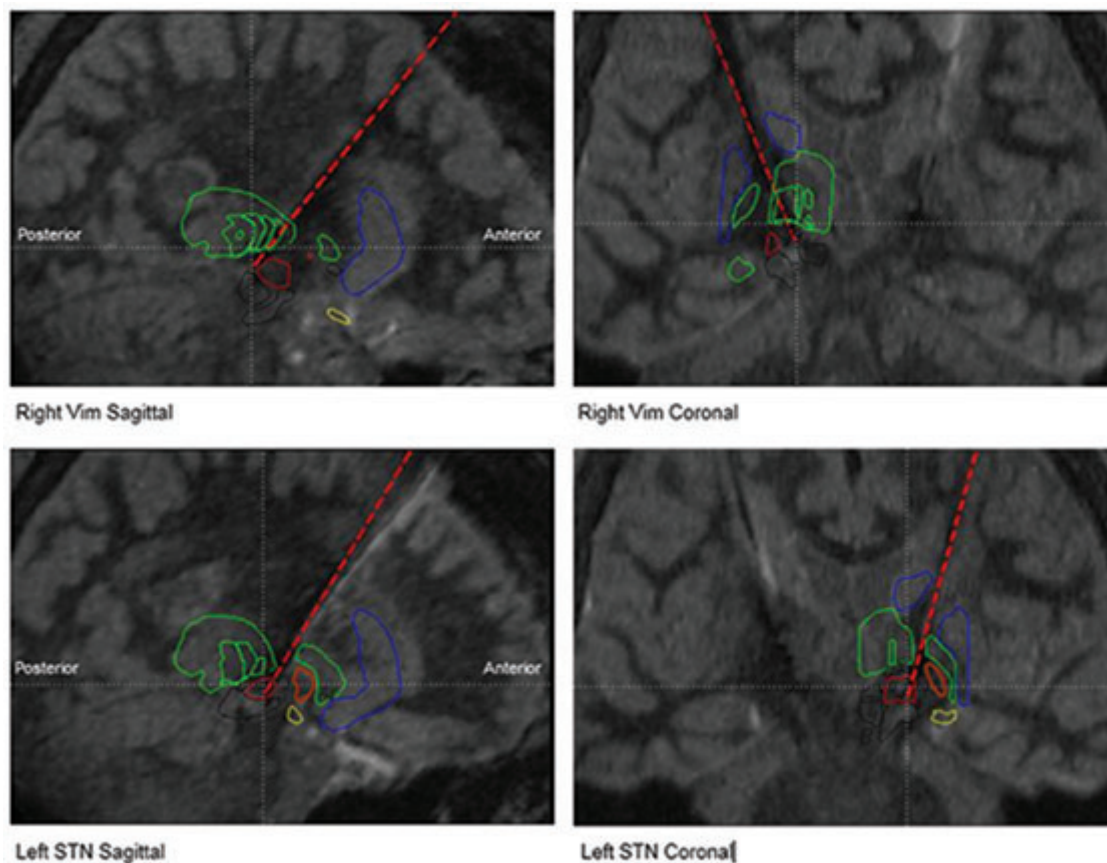 Posterior
Anterior
Right Vim Sagittal
Right Vim Coronal
Posterior
Anterior
Left STN Sagittal
Left STN Coronal